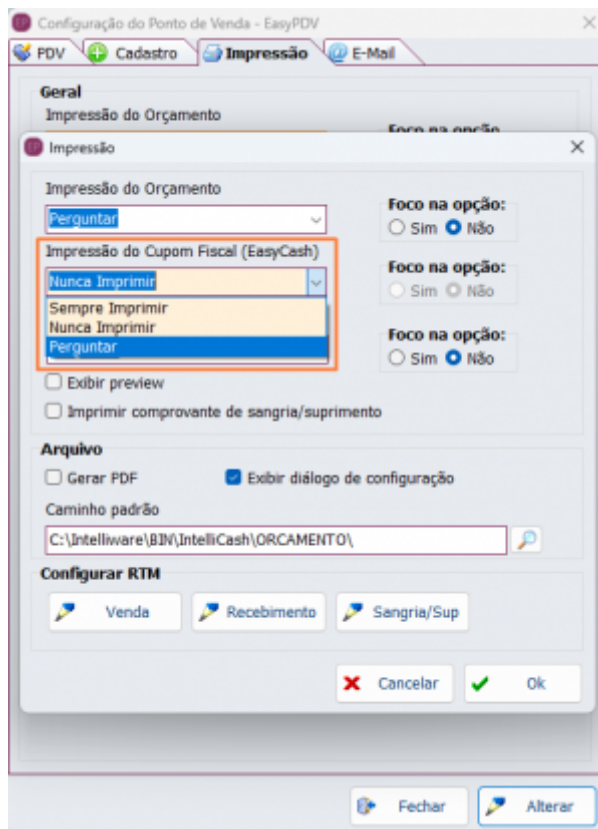 EP Configuração do Ponto de Venda - EasyPDV
PDV Cadastro Impressão E-Mail
Geral
Impressão do Orçamento
Foco na opção
EP Impressão
Impressão do Orçamento
Foco na opção:
Perguntar
Sim Não
Impressão do Cupom Fiscal (EasyCash)
Foco na opção:
Nunca Imprimir
Sim Não
Sempre Imprimir
Nunca Imprimir
Foco na opção:
Perguntar
Sim Não
Exibir preview
Imprimir comprovante de sangria/suprimento
Arquivo
Gerar PDF Exibir diálogo de configuração
Caminho padrão
C:\Intelliware\BIN\IntelliCash\ORCAMENTO\
Configurar RTM
Venda Recebimento Sangria/Sup
Cancelar Ok
Fechar Alterar